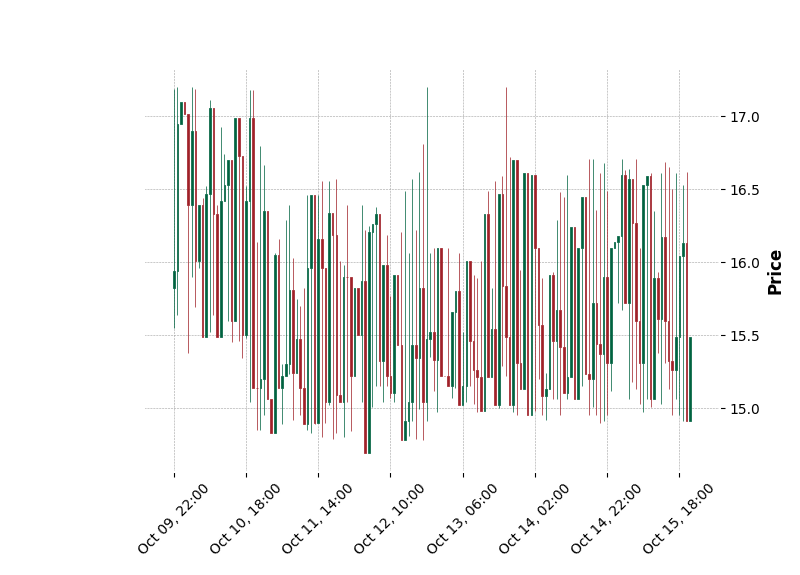 17.0
16.5
16.0
15.5
15.0
Price
Oct 09, 22:00
Oct 10, 18:00
Oct 11, 14:00
Oct 12, 10:00
Oct 13, 06:00
Oct 14, 02:00
Oct 14, 22:00
Oct 15, 18:00